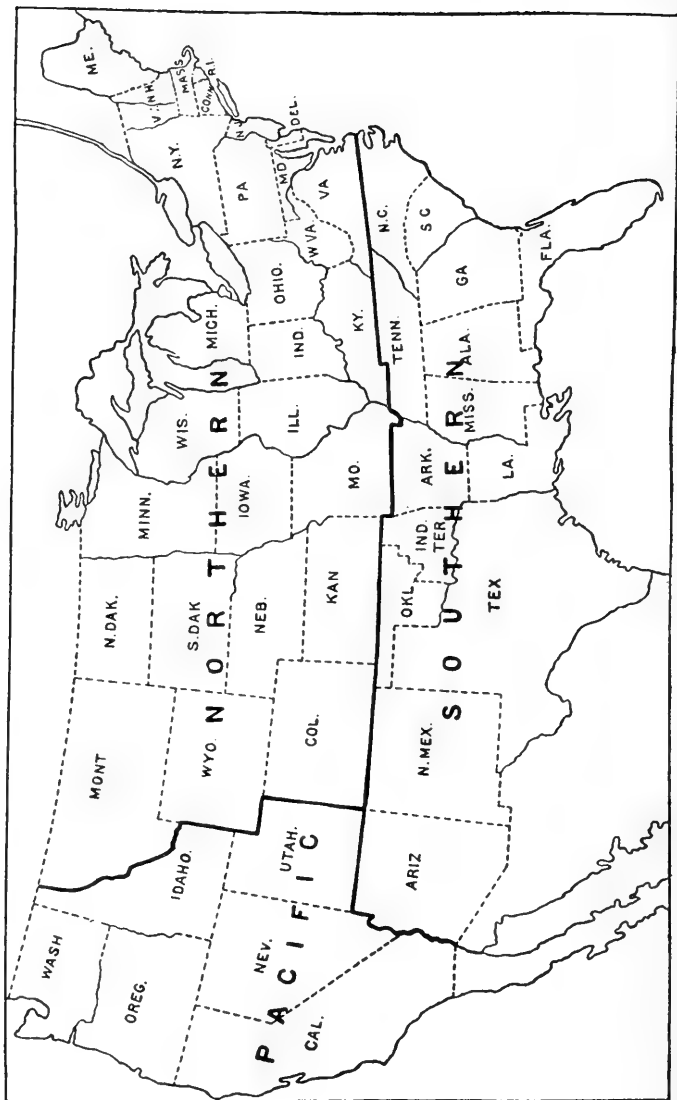 WASH
OREG.
CAL.
NEV.
IDAHO.
UTAH.
ARIZ
MONT
WYO.
COL.
N.MEX.
N.DAK.
S.DAK
NEB.
KAN
OKL
IND.
TER
TEX
MINN.
IOWA.
MO.
ARK.
LA.
WIS.
ILL.
MICH.
IND.
OHIO.
KY.
TENN.
MISS.
ALA.
GA
FLA.
S C
N.C.
VA
W.VA.
MD
DEL.
PA
N.J.
N.Y.
CONN
R.I.
MASS
N.H.
ME.
PACIFIC
NORTHERN
SOUTHERN